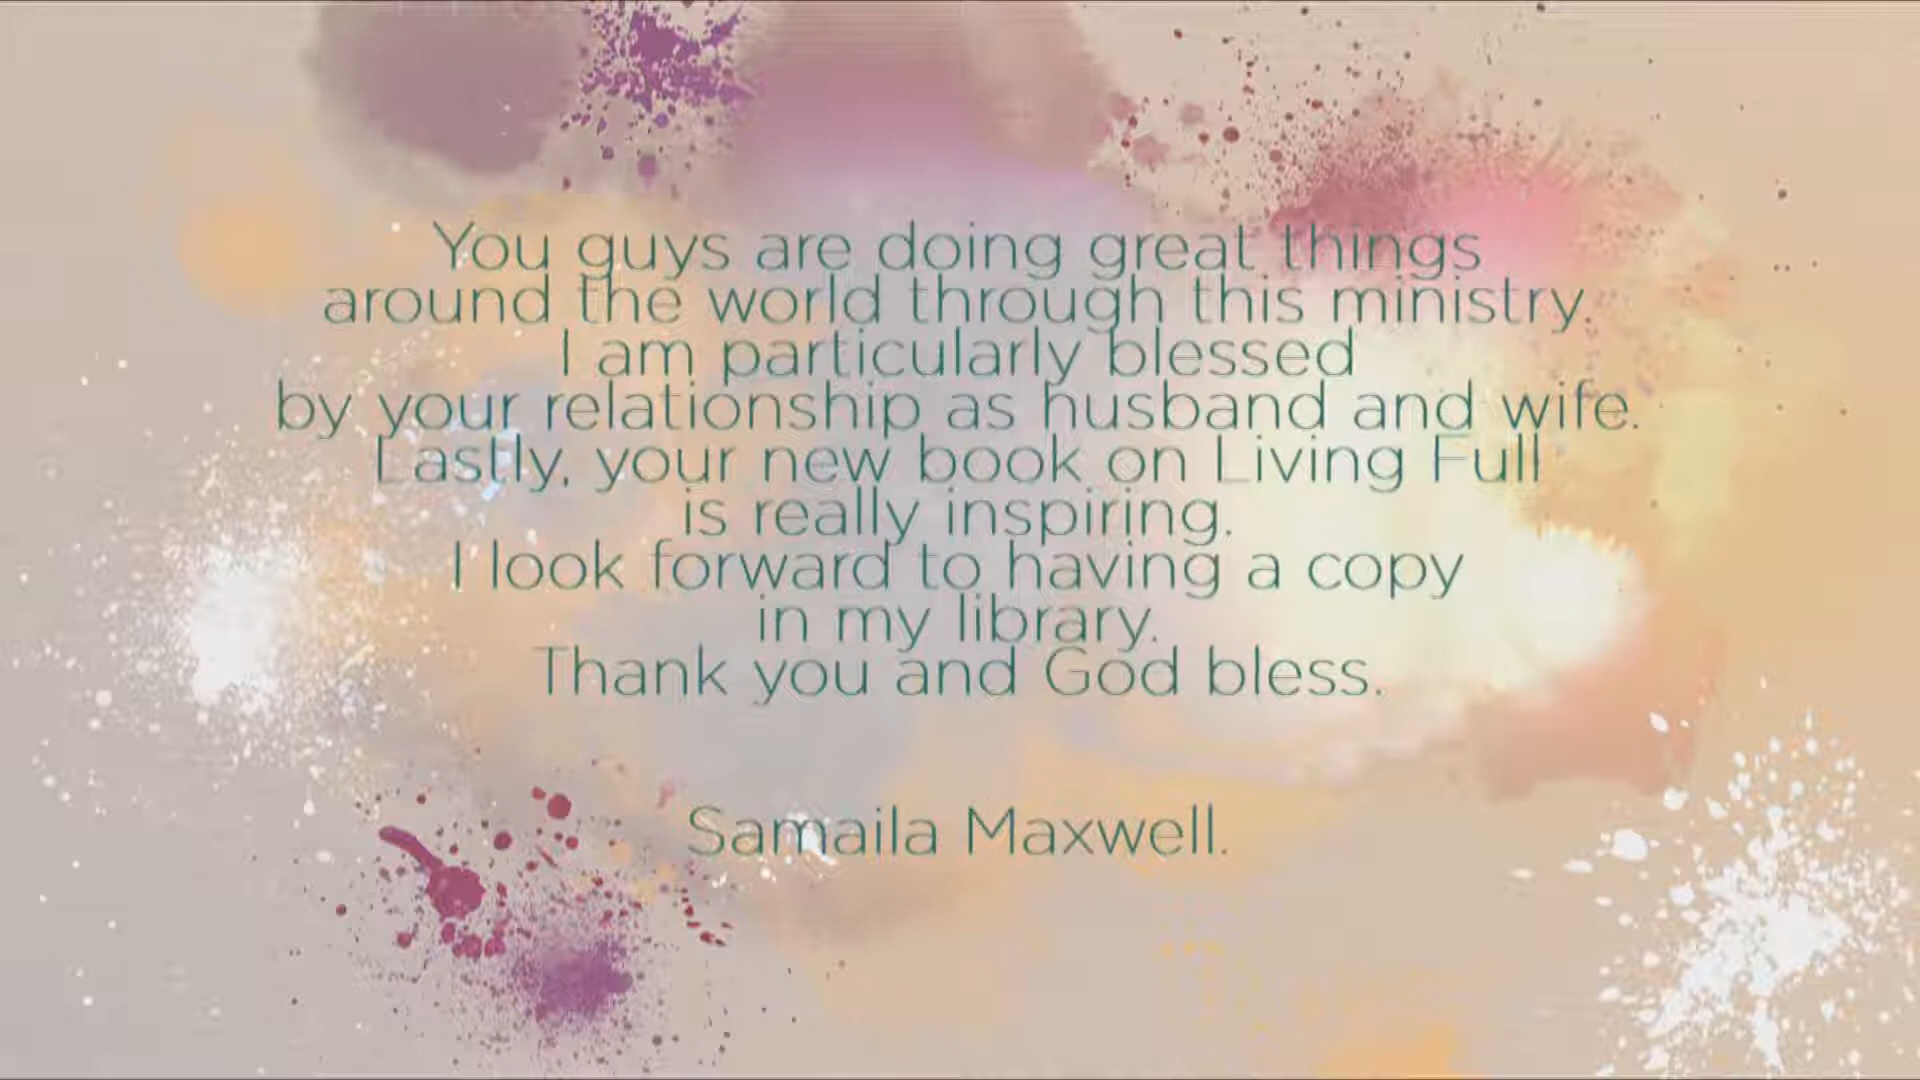 You guys are doing great things
around the world through this ministry.
I am particularly blessed
by your relationship as husband and wife.
Lastly, your new book on Living Full
is really inspiring.
I look forward to having a copy
in my library.
Thank you and God bless.
Samaila Maxwell.